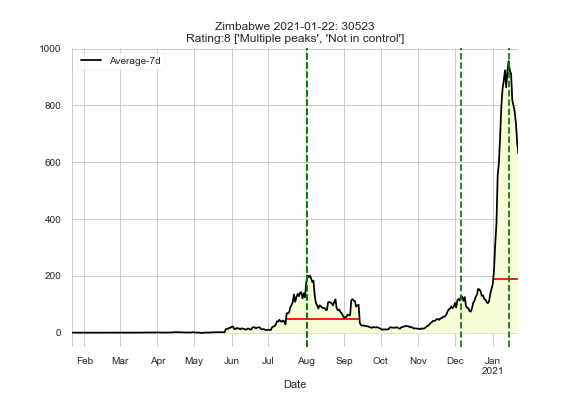 Zimbabwe 2021-01-22: 30523
Rating:8 ['Multiple peaks', 'Not in control']
Average-7d
1000
800
600
400
200
0
Feb Mar Apr May Jun Jul Aug Sep Oct Nov Dec Jan
2021
Date